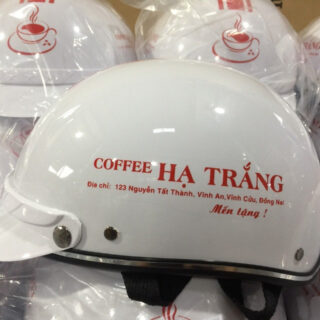 COFFEE HẠ TRẮNG
Địa chỉ: 123 Nguyễn Tất Thành, Vĩnh An, Vĩnh Cửu, Đồng Nai
Mến tặng !